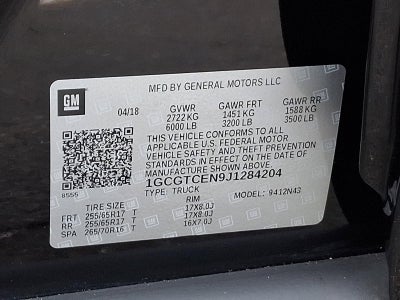 GM
MFD BY GENERAL MOTORS LLC
04/18 GVWR GAWR FRT GAWR RR
2722 KG 1451 KG 1588 KG
6000 LB 3200 LB 3500 LB
THIS VEHICLE CONFORMS TO ALL
APPLICABLE U.S. FEDERAL MOTOR
VEHICLE SAFETY AND THEFT PREVENTION
STANDARDS IN EFFECT ON THE DATE OF
MANUFACTURE SHOWN ABOVE.
8555 1GCGTCEN9J1284204
TYPE: TRUCK MODEL: 9412N43
TIRE SIZE RIM
FRT 255/65R17 T 17X8.0J
RR 255/65R17 T 17X8.0J
SPA 265/70R16 T 16X7.0J